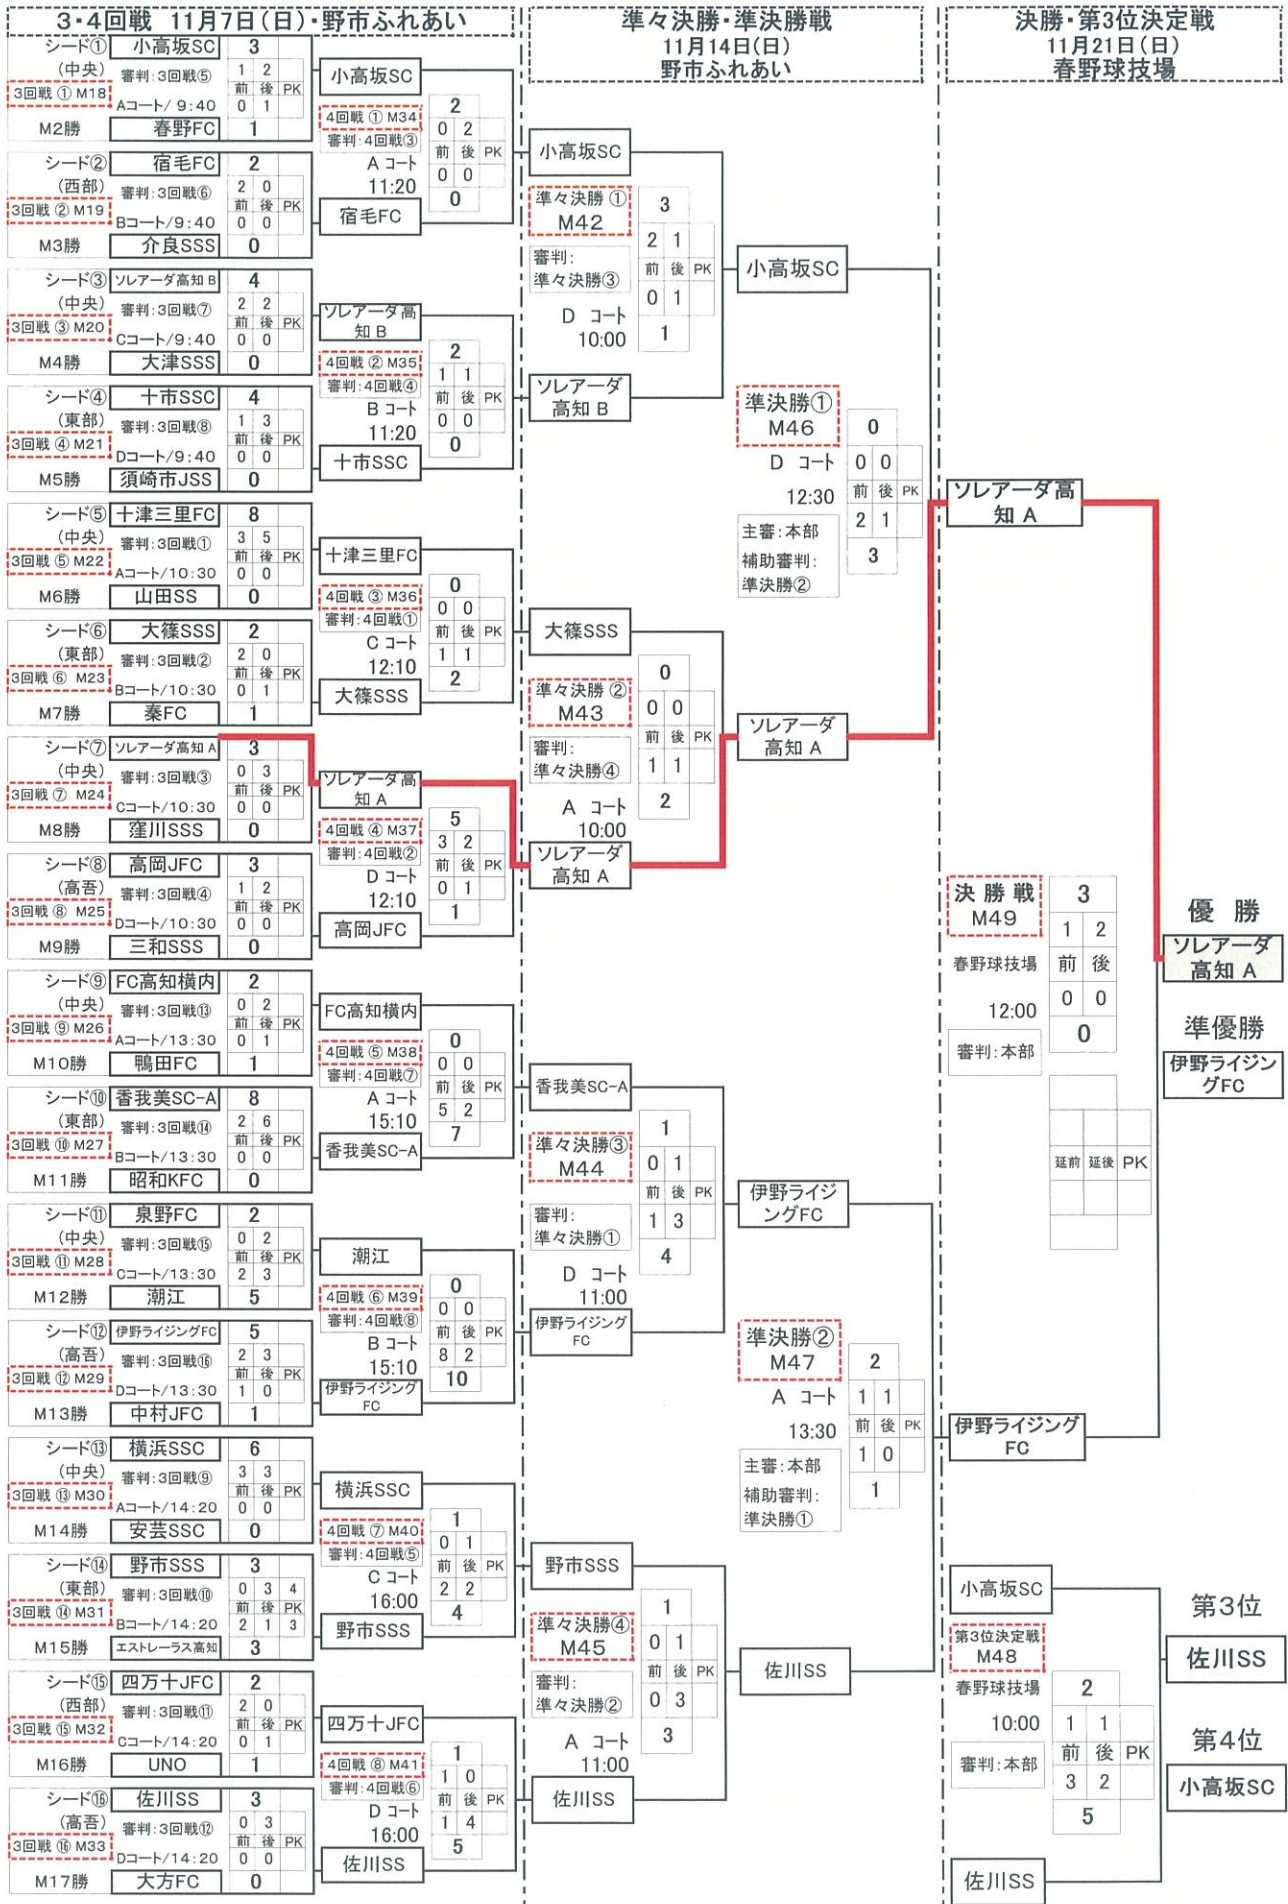 3・4回戦 11月7日(日)・野市ふれあい
シード① 小高坂SC 3
(中央) 審判:3回戦⑤ 1 2
3回戦 ① M18 前 後 PK
Aコート/ 9:40 0 1
M2勝 春野FC 1
シード② 宿毛FC 2
(西部) 審判:3回戦⑥ 2 0
3回戦 ② M19 前 後 PK
Bコート/9:40 0 0
M3勝 介良SSS 0
シード③ ソレアーダ高知 B 4
(中央) 審判:3回戦⑦ 2 2
3回戦 ③ M20 前 後 PK
Cコート/9:40 0 0
M4勝 大津SSS 0
シード④ 十市SSC 4
(東部) 審判:3回戦⑧ 1 3
3回戦 ④ M21 前 後 PK
Dコート/9:40 0 0
M5勝 須崎市JSS 0
シード⑤ 十津三里FC 8
(中央) 審判:3回戦① 3 5
3回戦 ⑤ M22 前 後 PK
Aコート/10:30 0 0
M6勝 山田SS 0
シード⑥ 大篠SSS 2
(東部) 審判:3回戦② 2 0
3回戦 ⑥ M23 前 後 PK
Bコート/10:30 0 1
M7勝 秦FC 1
シード⑦ ソレアーダ高知 A 3
(中央) 審判:3回戦③ 0 3
3回戦 ⑦ M24 前 後 PK
Cコート/10:30 0 0
M8勝 窪川SSS 0
シード⑧ 高岡JFC 3
(高吾) 審判:3回戦④ 1 2
3回戦 ⑧ M25 前 後 PK
Dコート/10:30 0 0
M9勝 三和SSS 0
シード⑨ FC高知横内 2
(中央) 審判:3回戦⑬ 0 2
3回戦 ⑨ M26 前 後 PK
Aコート/13:30 0 1
M10勝 鴨田FC 1
シード⑩ 香我美SC-A 8
(東部) 審判:3回戦⑭ 2 6
3回戦 ⑩ M27 前 後 PK
Bコート/13:30 0 0
M11勝 昭和KFC 0
シード⑪ 泉野FC 2
(中央) 審判:3回戦⑮ 0 2
3回戦 ⑪ M28 前 後 PK
Cコート/13:30 2 3
M12勝 潮江 5
シード⑫ 伊野ライジングFC 5
(高吾) 審判:3回戦⑯ 2 3
3回戦 ⑫ M29 前 後 PK
Dコート/13:30 1 0
M13勝 中村JFC 1
シード⑬ 横浜SSC 6
(中央) 審判:3回戦⑨ 3 3
3回戦 ⑬ M30 前 後 PK
Aコート/14:20 0 0
M14勝 安芸SSC 0
シード⑭ 野市SSS 3
(東部) 審判:3回戦⑩ 0 3 4
3回戦 ⑭ M31 前 後 PK
Bコート/14:20 2 1 3
M15勝 エストレーラス高知 3
シード⑮ 四万十JFC 2
(西部) 審判:3回戦⑪ 2 0
3回戦 ⑮ M32 前 後 PK
Cコート/14:20 0 1
M16勝 UNO 1
シード⑯ 佐川SS 3
(高吾) 審判:3回戦⑫ 0 3
3回戦 ⑯ M33 前 後 PK
Dコート/14:20 0 0
M17勝 大方FC 0
小高坂SC
2
4回戦 ① M34 0 2
審判:4回戦③ 前 後 PK
A コート 0 0
11:20 0
宿毛FC
ソレアーダ高
知 B
2
4回戦 ② M35 1 1
審判:4回戦④ 前 後 PK
B コート 0 0
11:20 0
十市SSC
十津三里FC
0
4回戦 ③ M36 0 0
審判:4回戦① 前 後 PK
C コート 1 1
12:10 2
大篠SSS
ソレアーダ高
知 A
5
4回戦 ④ M37 3 2
審判:4回戦② 前 後 PK
D コート 0 1
12:10 1
高岡JFC
FC高知横内
0
4回戦 ⑤ M38 0 0
審判:4回戦⑦ 前 後 PK
A コート 5 2
15:10 7
香我美SC-A
潮江
0
4回戦 ⑥ M39 0 0
審判:4回戦⑧ 前 後 PK
B コート 8 2
15:10 10
伊野ライジング
FC
横浜SSC
1
4回戦 ⑦ M40 0 1
審判:4回戦⑤ 前 後 PK
C コート 2 2
16:00 4
野市SSS
四万十JFC
1
4回戦 ⑧ M41 1 0
審判:4回戦⑥ 前 後 PK
D コート 1 4
16:00 5
佐川SS
準々決勝・準決勝戦
11月14日(日)
野市ふれあい
小高坂SC
準々決勝 ① 3
M42 2 1
審判: 前 後 PK
準々決勝③ 0 1
D コート 1
10:00
ソレアーダ
高知 B
大篠SSS
0
準々決勝 ②
M43 0 0
審判: 前 後 PK
準々決勝④ 1 1
A コート 2
10:00
ソレアーダ
高知 A
香我美SC-A
1
準々決勝③
M44 0 1
審判: 前 後 PK
準々決勝① 1 3
4
D コート
11:00
伊野ライジング
FC
野市SSS
1
準々決勝④
M45 0 1
審判: 前 後 PK
準々決勝② 0 3
A コート 3
11:00
佐川SS
小高坂SC
準決勝①
M46 0
D コート 0 0
12:30 前 後 PK
主審:本部 2 1
補助審判: 3
準決勝②
ソレアーダ
高知 A
伊野ライジ
ングFC
準決勝②
M47 2
A コート 1 1
13:30 前 後 PK
主審:本部 1 0
補助審判: 1
準決勝①
佐川SS
決勝・第3位決定戦
11月21日(日)
春野球技場
ソレアーダ高
知 A
決 勝 戦 3
M49 1 2
春野球技場 前 後
12:00 0 0
審判:本部 0
延前 延後 PK
伊野ライジング
FC
優 勝
ソレアーダ
高知 A
準優勝
伊野ライジン
グFC
小高坂SC
第3位決定戦
M48
春野球技場 2
10:00 1 1
審判:本部 前 後 PK
3 2
5
佐川SS
第3位
佐川SS
第4位
小高坂SC